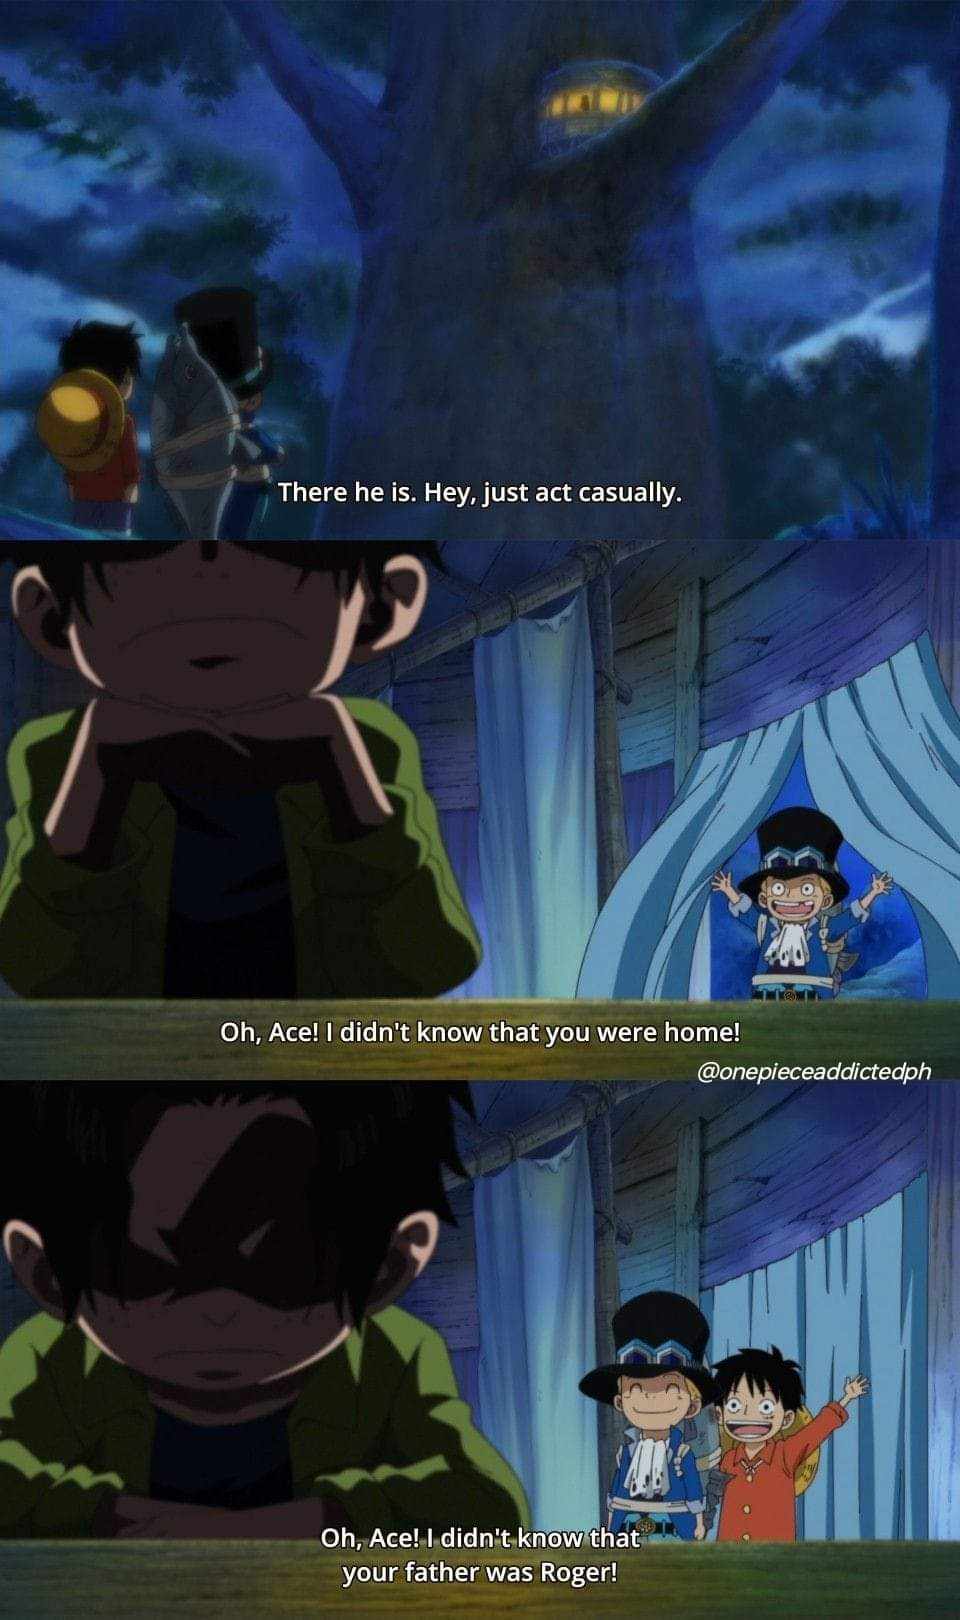 There he is. Hey, just act casually.
Oh, Ace! I didn't know that you were home!
@onepieceaddictedph
Oh, Ace! I didn't know that
your father was Roger!